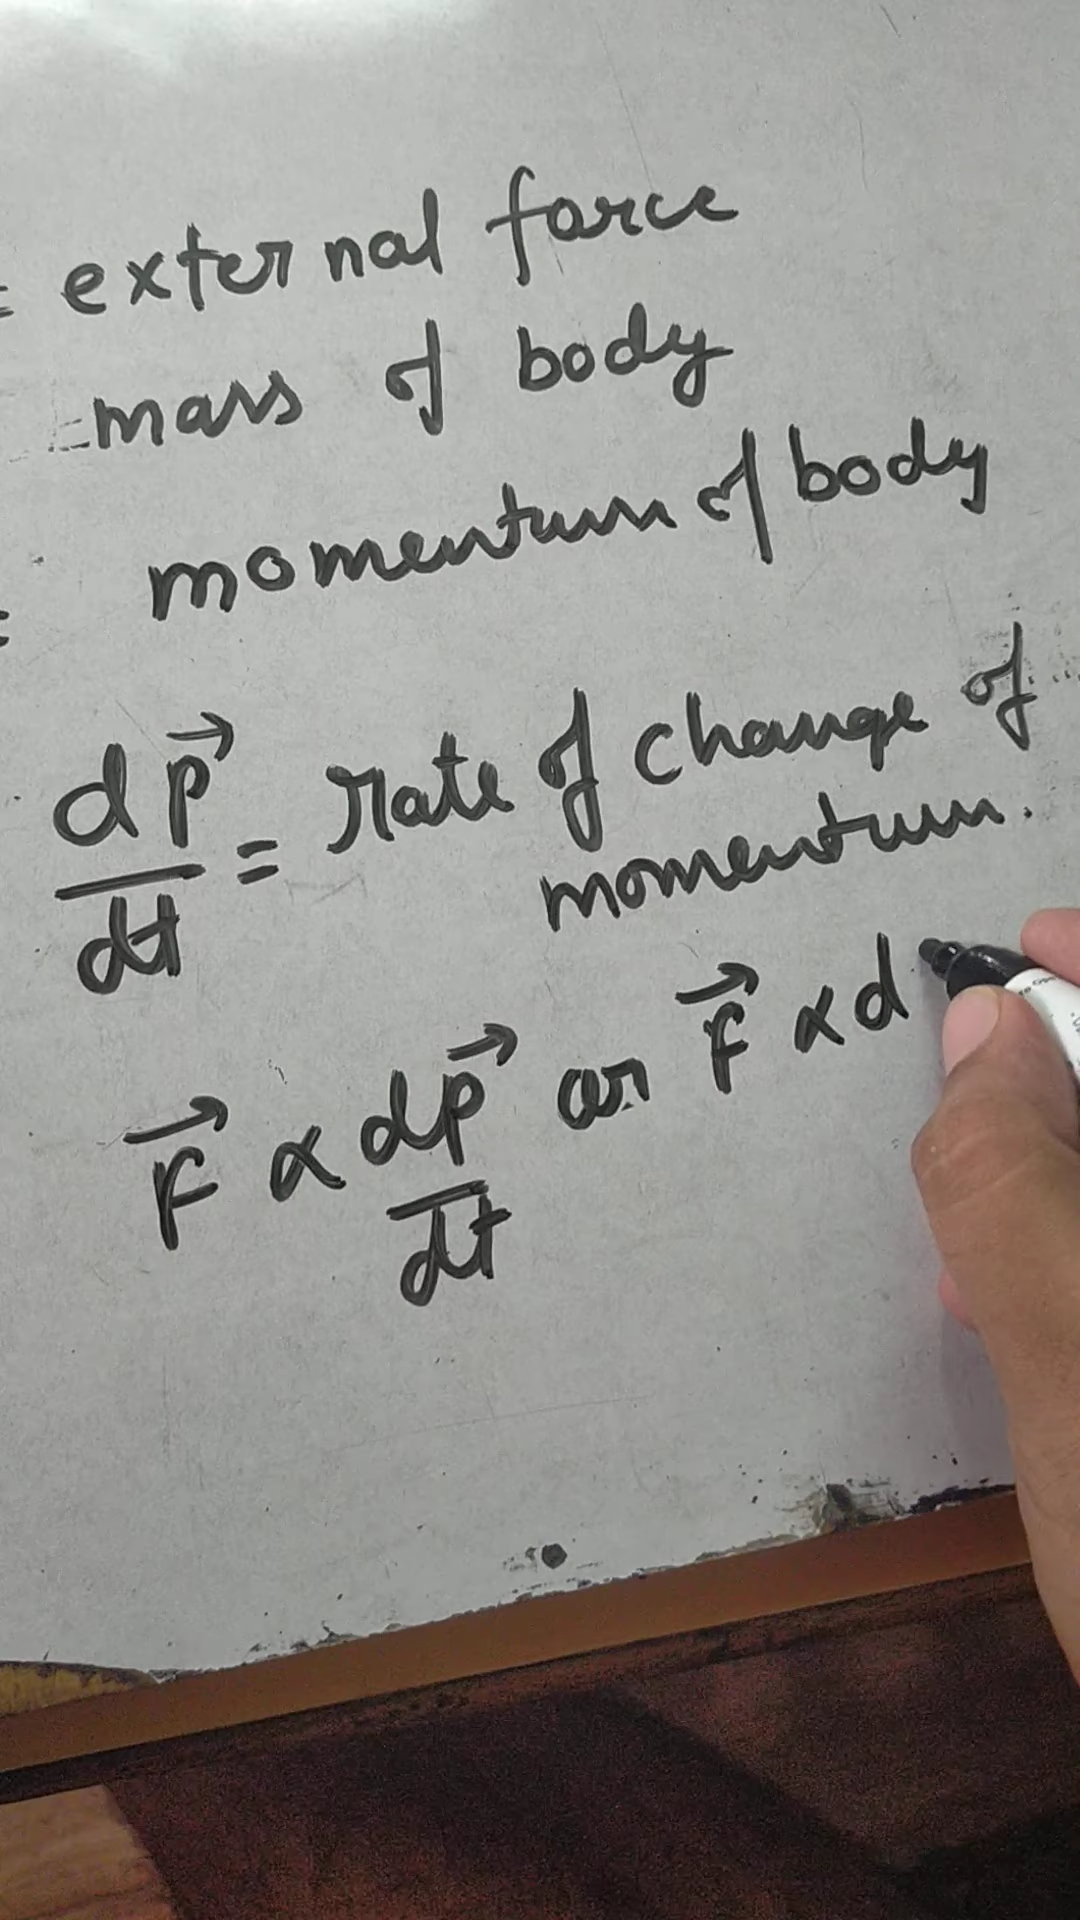 = external force
= mass of body
= momentum of body
dp⃗/dt = rate of change of
momentum.
F⃗ ∝ dp⃗/dt or F⃗ ∝ d